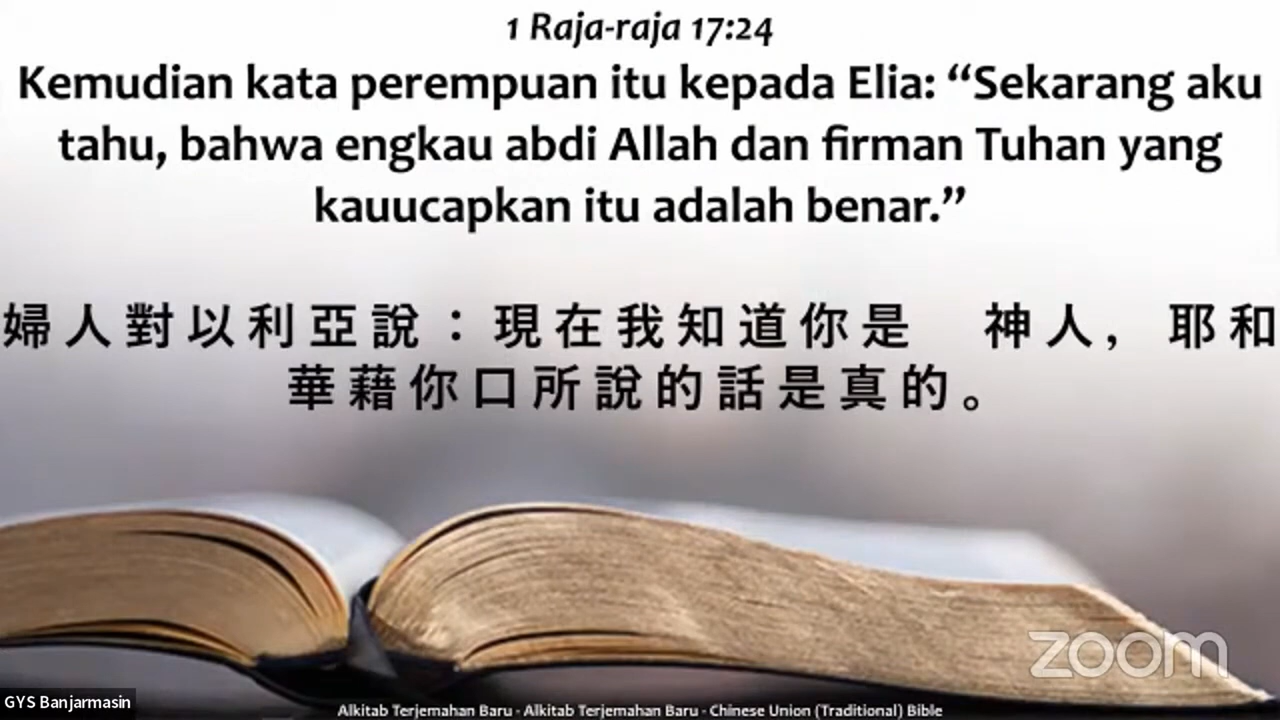 1 Raja-raja 17:24
Kemudian kata perempuan itu kepada Elia: “Sekarang aku
tahu, bahwa engkau abdi Allah dan firman Tuhan yang
kauucapkan itu adalah benar.”
婦人對以利亞說：現在我知道你是　神人，耶和
華藉你口所說的話是真的。
zoom
GYS Banjarmasin
Alkitab Terjemahan Baru - Alkitab Terjemahan Baru - Chinese Union (Traditional) Bible